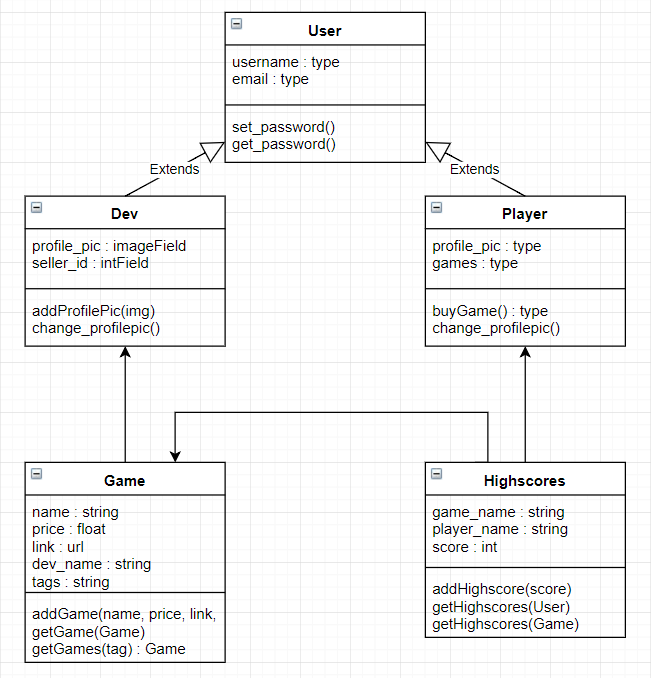 User
username : type
email : type
set_password()
get_password()
Extends
Extends
Dev
profile_pic : imageField
seller_id : intField
addProfilePic(img)
change_profilepic()
Player
profile_pic : type
games : type
buyGame() : type
change_profilepic()
Game
name : string
price : float
link : url
dev_name : string
tags : string
addGame(name, price, link,
getGame(Game)
getGames(tag) : Game
Highscores
game_name : string
player_name : string
score : int
addHighscore(score)
getHighscores(User)
getHighscores(Game)